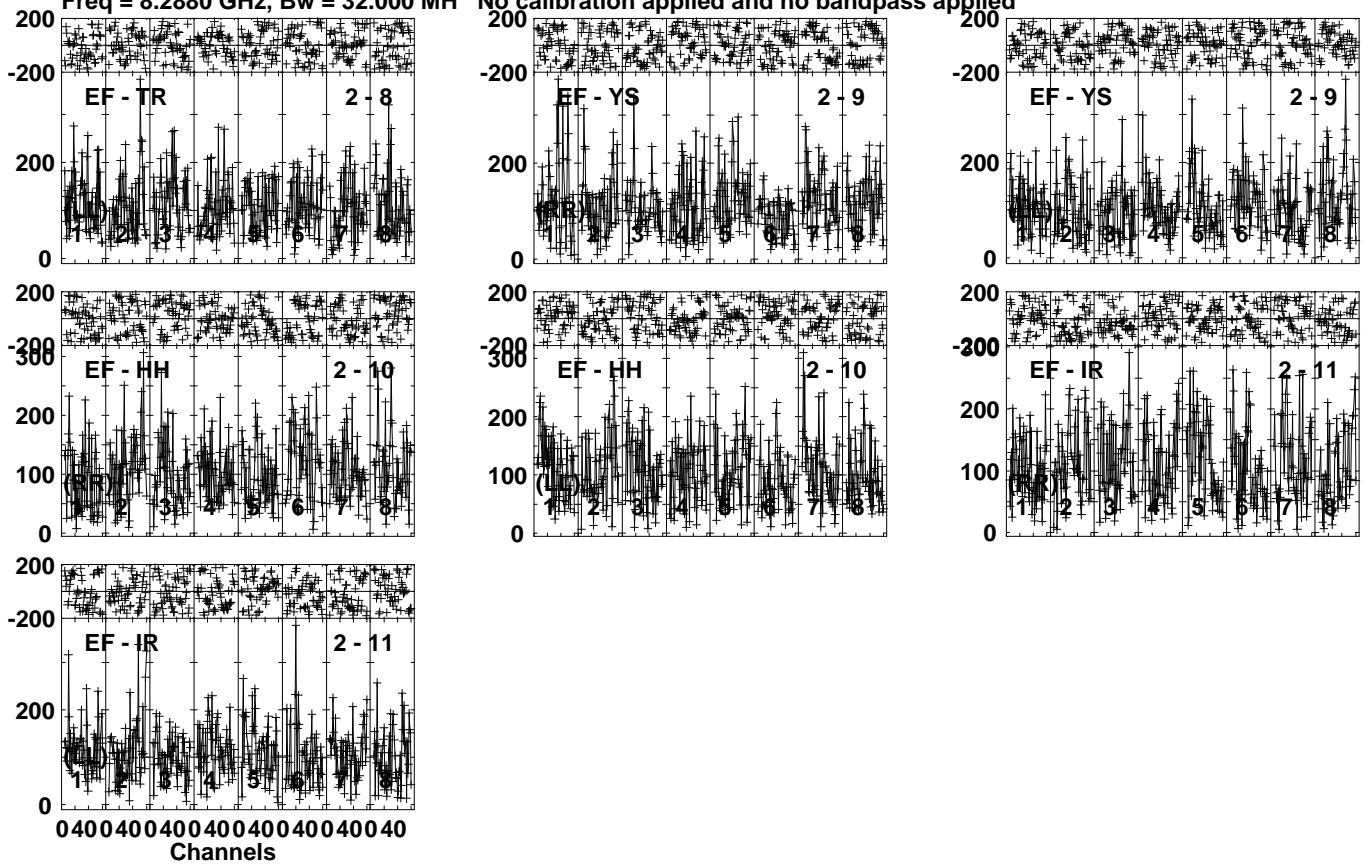 Freq = 8.2880 GHz, Bw = 32.000 MH No calibration applied and no bandpass applied
200
-200
EF - TR 2 - 8
200
(LL)
1 2 3 4 5 6 7 8
0
200
-200
EF - YS 2 - 9
200
(RR)
1 2 3 4 5 6 7 8
0
200
-200
EF - YS 2 - 9
200
(LL)
1 2 3 4 5 6 7 8
0
200
-200
300
EF - HH 2 - 10
200
100
(RR)
1 2 3 4 5 6 7 8
0
200
-200
300
EF - HH 2 - 10
200
100
(LL)
1 2 3 4 5 6 7 8
0
200
-200
300
EF - IR 2 - 11
200
100
(RR)
1 2 3 4 5 6 7 8
0
200
-200
EF - IR 2 - 11
200
(LL)
1 2 3 4 5 6 7 8
0
0 40 0 40 0 40 0 40 0 40 0 40 0 40 0 40
Channels